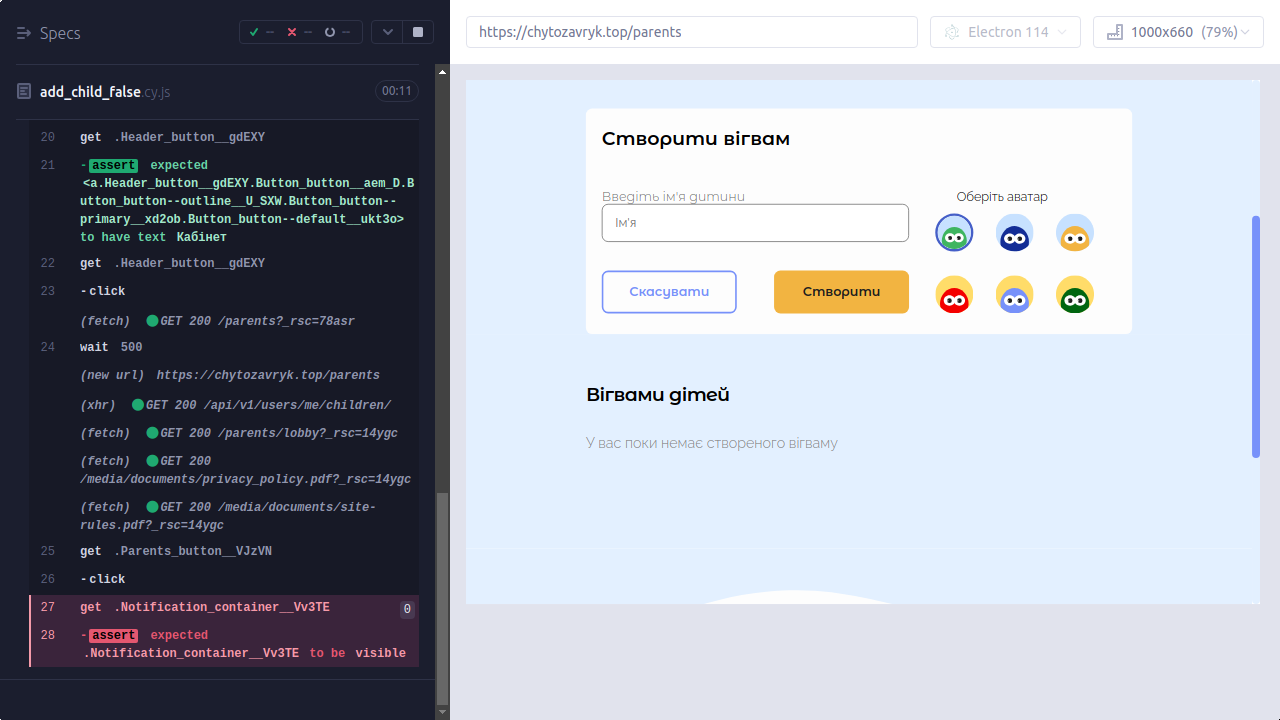 Specs
https://chytozavryk.top/parents
Electron 114
1000x660 (79%)
add_child_false.cy.js
00:11
20 get .Header_button__gdEXY
21 -assert expected
<a.Header_button__gdEXY.Button_button__aem_D.B
utton_button--outline__U_SXW.Button_button--
primary__xd2ob.Button_button--default__ukt3o>
to have text Кабінет
22 get .Header_button__gdEXY
23 -click
(fetch) GET 200 /parents?_rsc=78asr
24 wait 500
(new url) https://chytozavryk.top/parents
(xhr) GET 200 /api/v1/users/me/children/
(fetch) GET 200 /parents/lobby?_rsc=14ygc
(fetch) GET 200
/media/documents/privacy_policy.pdf?_rsc=14ygc
(fetch) GET 200 /media/documents/site-
rules.pdf?_rsc=14ygc
25 get .Parents_button__VJzVN
26 -click
27 get .Notification_container__Vv3TE 0
28 -assert expected
.Notification_container__Vv3TE to be visible
Створити вігвам
Введіть ім'я дитини
Ім'я
Оберіть аватар
Скасувати
Створити
Вігвами дітей
У вас поки немає створеного вігваму